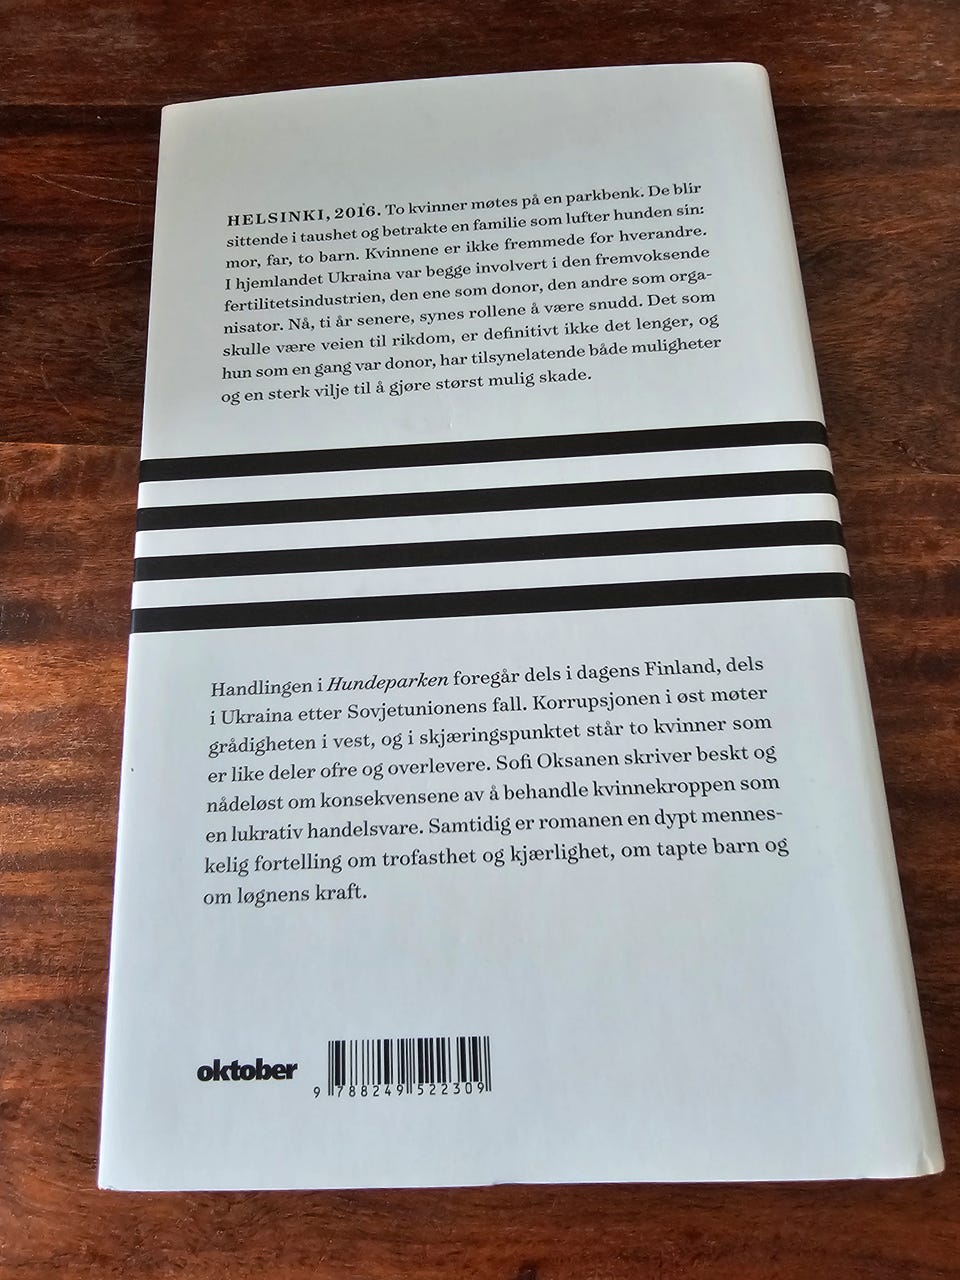 HELSINKI, 2016. To kvinner møtes på en parkbenk. De blir
sittende i taushet og betrakte en familie som lufter hunden sin:
mor, far, to barn. Kvinnene er ikke fremmede for hverandre.
I hjemlandet Ukraina var begge involvert i den fremvoksende
fertilitetsindustrien, den ene som donor, den andre som orga-
nisator. Nå, ti år senere, synes rollene å være snudd. Det som
skulle være veien til rikdom, er definitivt ikke det lenger, og
hun som en gang var donor, har tilsynelatende både muligheter
og en sterk vilje til å gjøre størst mulig skade.
Handlingen i Hundeparken foregår dels i dagens Finland, dels
i Ukraina etter Sovjetunionens fall. Korrupsjonen i øst møter
grådigheten i vest, og i skjæringspunktet står to kvinner som
er like deler ofre og overlevere. Sofi Oksanen skriver beskt og
nådeløst om konsekvensene av å behandle kvinnekroppen som
en lukrativ handelsvare. Samtidig er romanen en dypt mennes-
kelig fortelling om trofasthet og kjærlighet, om tapte barn og
om løgnens kraft.
oktober
9 788249 522309